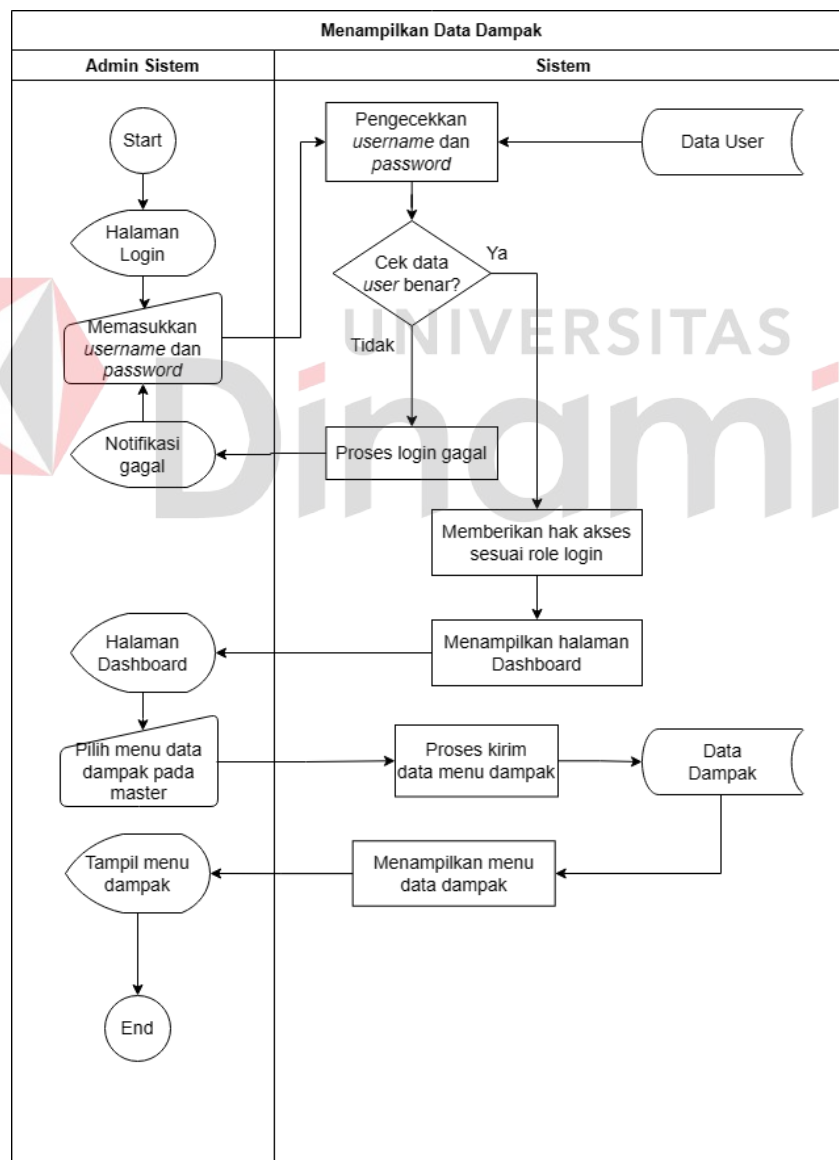 Menampilkan Data Dampak
Admin Sistem
Sistem
Start
Pengecekkan
username dan
password
Data User
Halaman
Login
Cek data
user benar?
Ya
Tidak
Memasukkan
username dan
password
UNIVERSITAS
Dinami
Notifikasi
gagal
Proses login gagal
Memberikan hak akses
sesuai role login
Halaman
Dashboard
Menampilkan halaman
Dashboard
Pilih menu data
dampak pada
master
Proses kirim
data menu dampak
Data
Dampak
Tampil menu
dampak
Menampilkan menu
data dampak
End